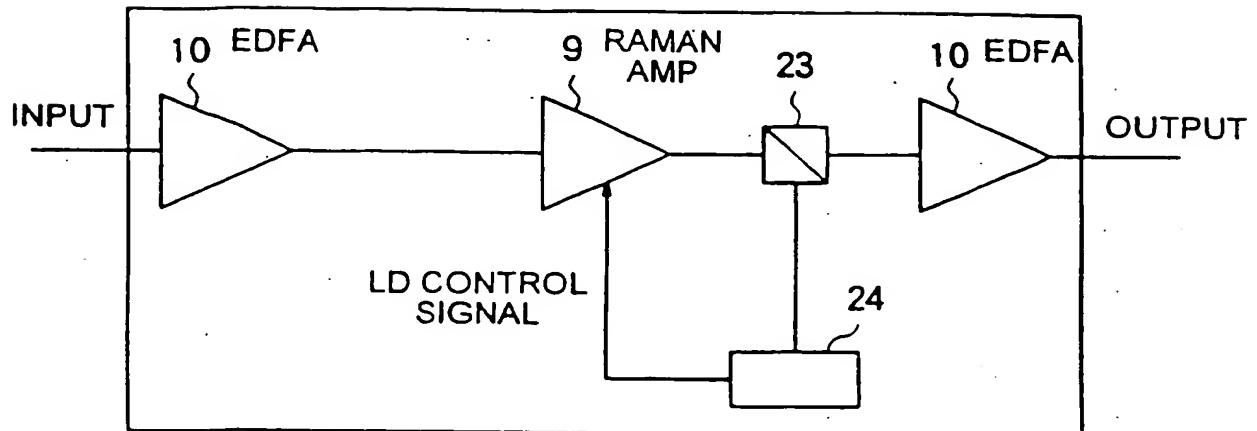 10 EDFA
9 RAMAN
AMP
23
10 EDFA
INPUT
OUTPUT
LD CONTROL
SIGNAL
24